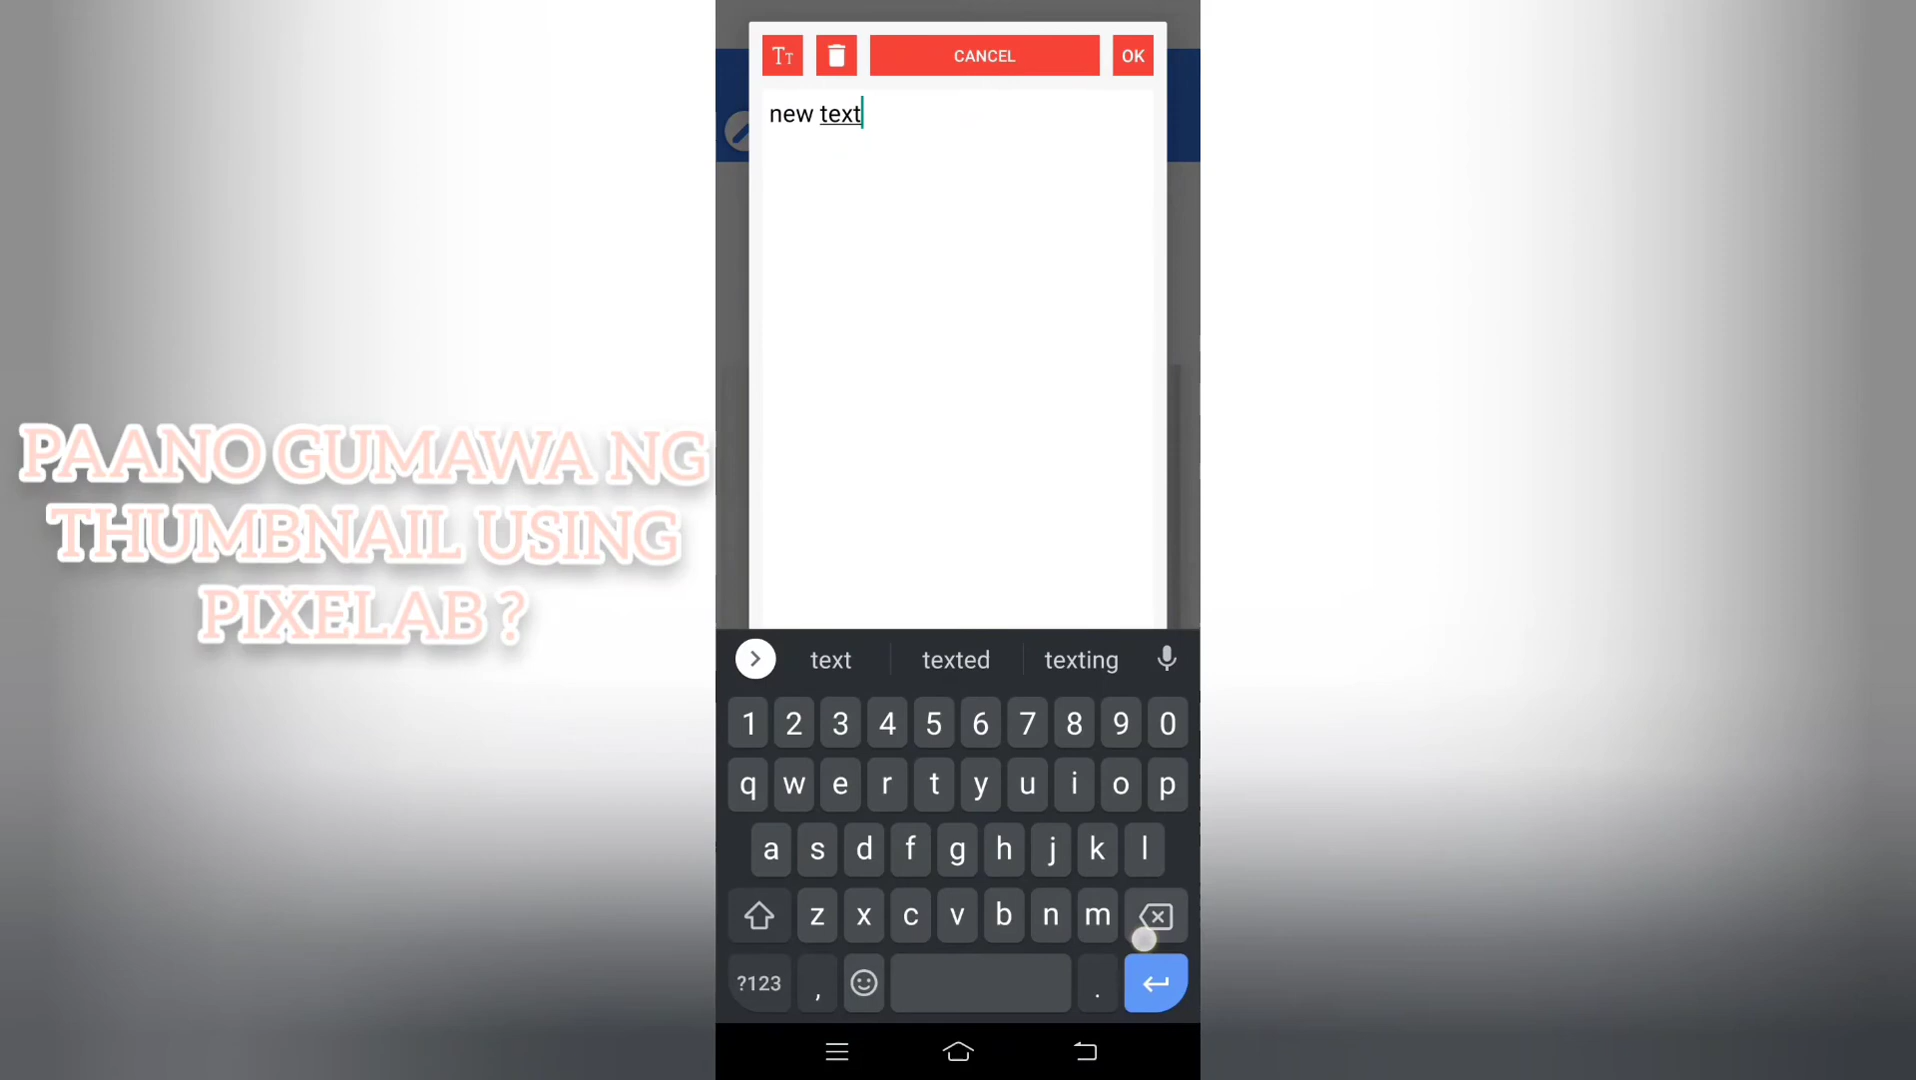 CANCEL
OK
new text
PAANO GUMAWA NG
THUMBNAIL USING
PIXELAB ?
text texted texting
1 2 3 4 5 6 7 8 9 0
q w e r t y u i o p
a s d f g h j k l
z x c v b n m
?123 , .